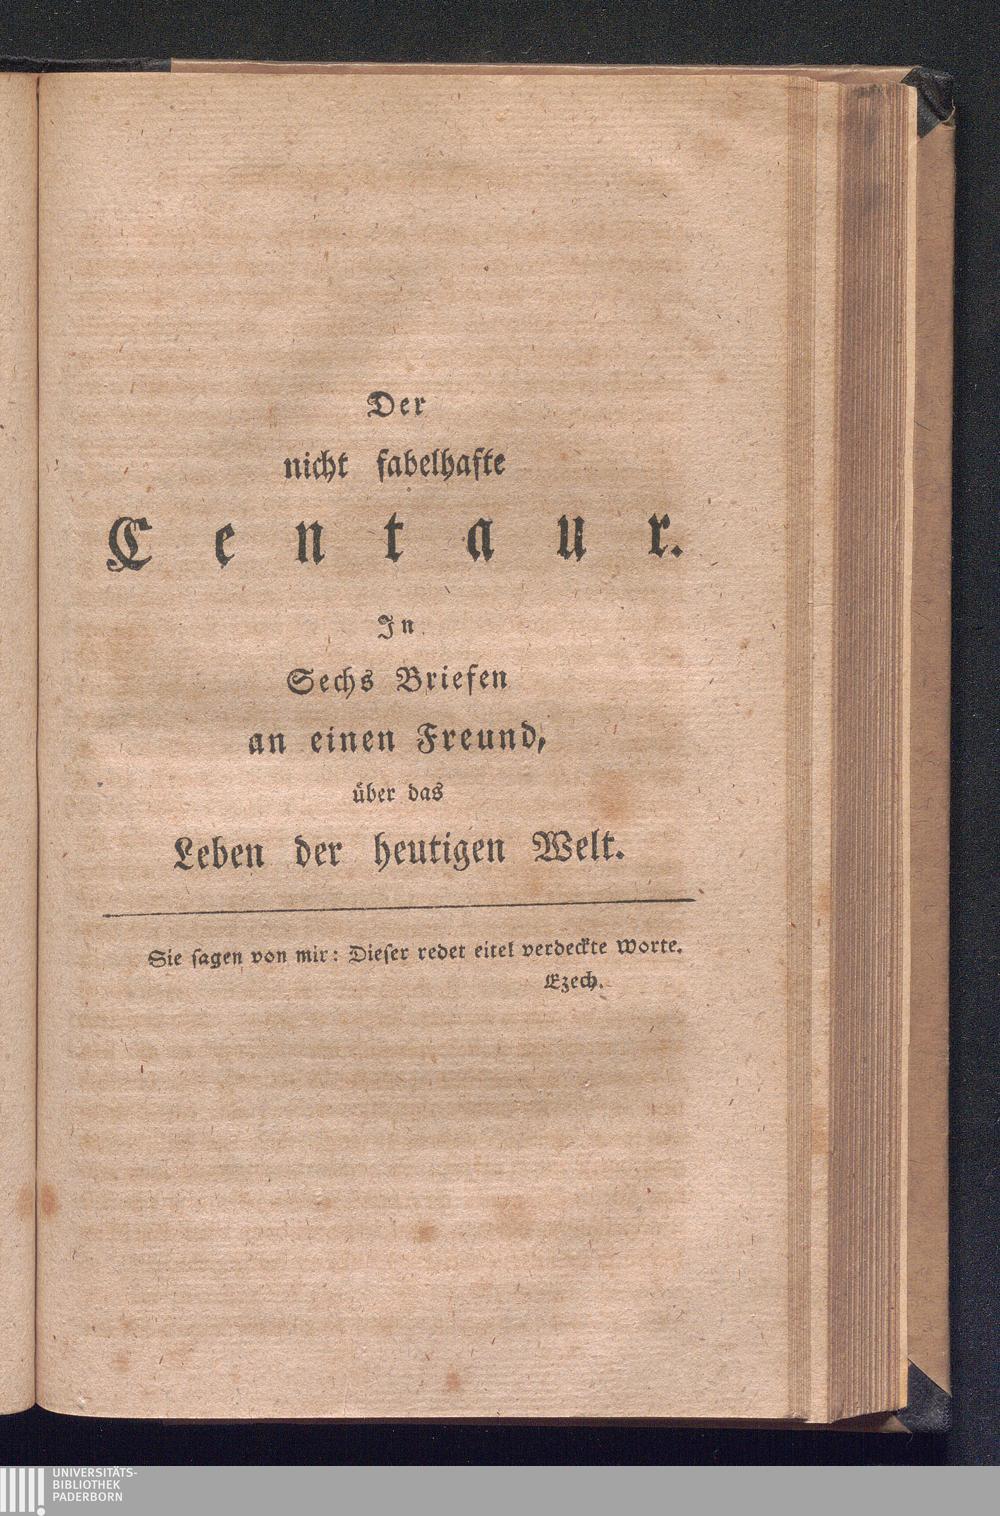 Der
nicht fabelhafte
Centaur.
In
Sechs Briefen
an einen Freund,
über das
Leben der heutigen Welt.
Sie sagen von mir: Dieser redet eitel verdeckte Worte.
Ezech.
UNIVERSITÄTS-
BIBLIOTHEK
PADERBORN